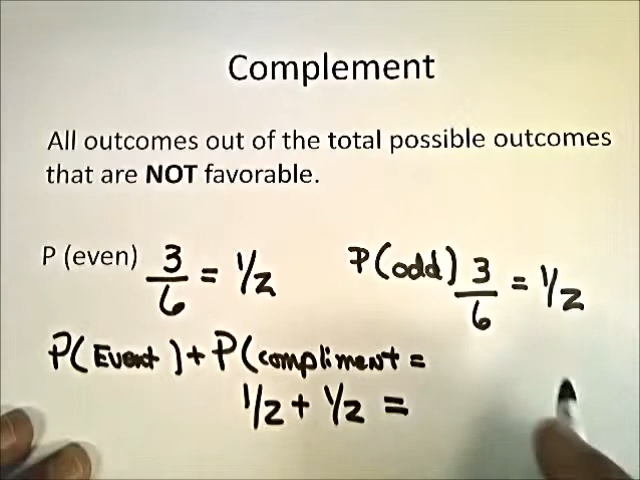 Complement
All outcomes out of the total possible outcomes
that are NOT favorable.
P (even) 3/6 = 1/2 P(odd) 3/6 = 1/2
P(Event) + P(compliment =
1/2 + 1/2 =